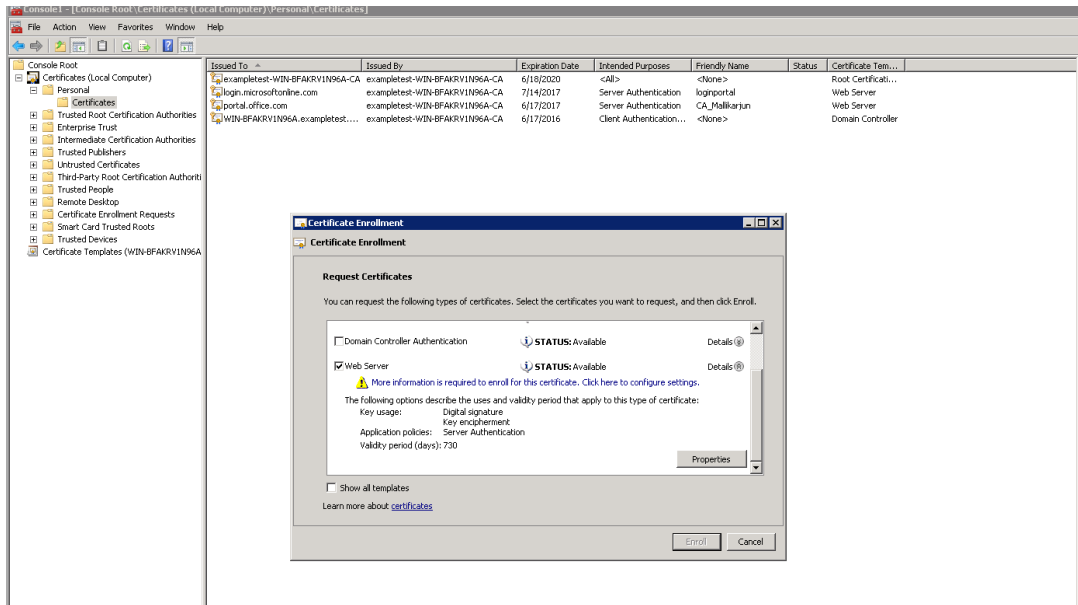 Console1 - [Console Root\Certificates (Local Computer)\Personal\Certificates]
File Action View Favorites Window Help
Console Root
Certificates (Local Computer)
Personal
Certificates
Trusted Root Certification Authorities
Enterprise Trust
Intermediate Certification Authorities
Trusted Publishers
Untrusted Certificates
Third-Party Root Certification Authoriti
Trusted People
Remote Desktop
Certificate Enrollment Requests
Smart Card Trusted Roots
Trusted Devices
Certificate Templates (WIN-BFAKRV1N96A
Issued To Issued By Expiration Date Intended Purposes Friendly Name Status Certificate Tem...
exampletest-WIN-BFAKRV1N96A-CA exampletest-WIN-BFAKRV1N96A-CA 6/18/2020 <All> <None> Root Certificati...
login.microsoftonline.com exampletest-WIN-BFAKRV1N96A-CA 7/14/2017 Server Authentication loginportal Web Server
portal.office.com exampletest-WIN-BFAKRV1N96A-CA 6/17/2017 Server Authentication CA_Mallikarjun Web Server
WIN-BFAKRV1N96A.exampletest.... exampletest-WIN-BFAKRV1N96A-CA 6/17/2016 Client Authentication... <None> Domain Controller
Certificate Enrollment
Certificate Enrollment
Request Certificates
You can request the following types of certificates. Select the certificates you want to request, and then click Enroll.
Domain Controller Authentication STATUS: Available Details
Web Server STATUS: Available Details
More information is required to enroll for this certificate. Click here to configure settings.
The following options describe the uses and validity period that apply to this type of certificate:
Key usage: Digital signature
Key encipherment
Application policies: Server Authentication
Validity period (days): 730
Properties
Show all templates
Learn more about certificates
Enroll Cancel